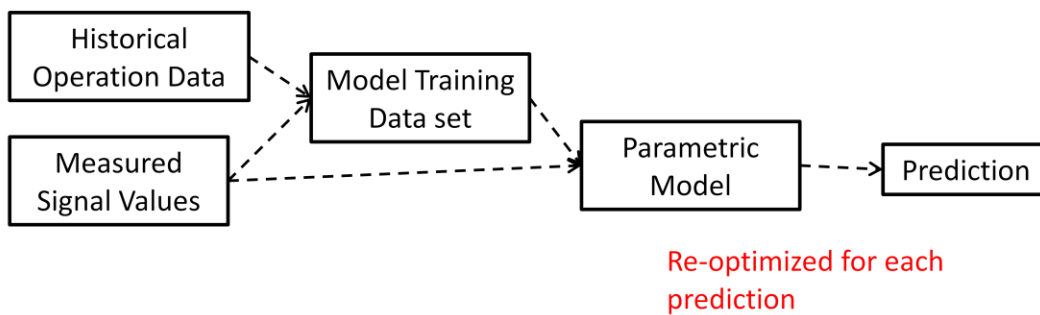 Historical
Operation Data
Model Training
Data set
Measured
Signal Values
Parametric
Model
Prediction
Re-optimized for each
prediction